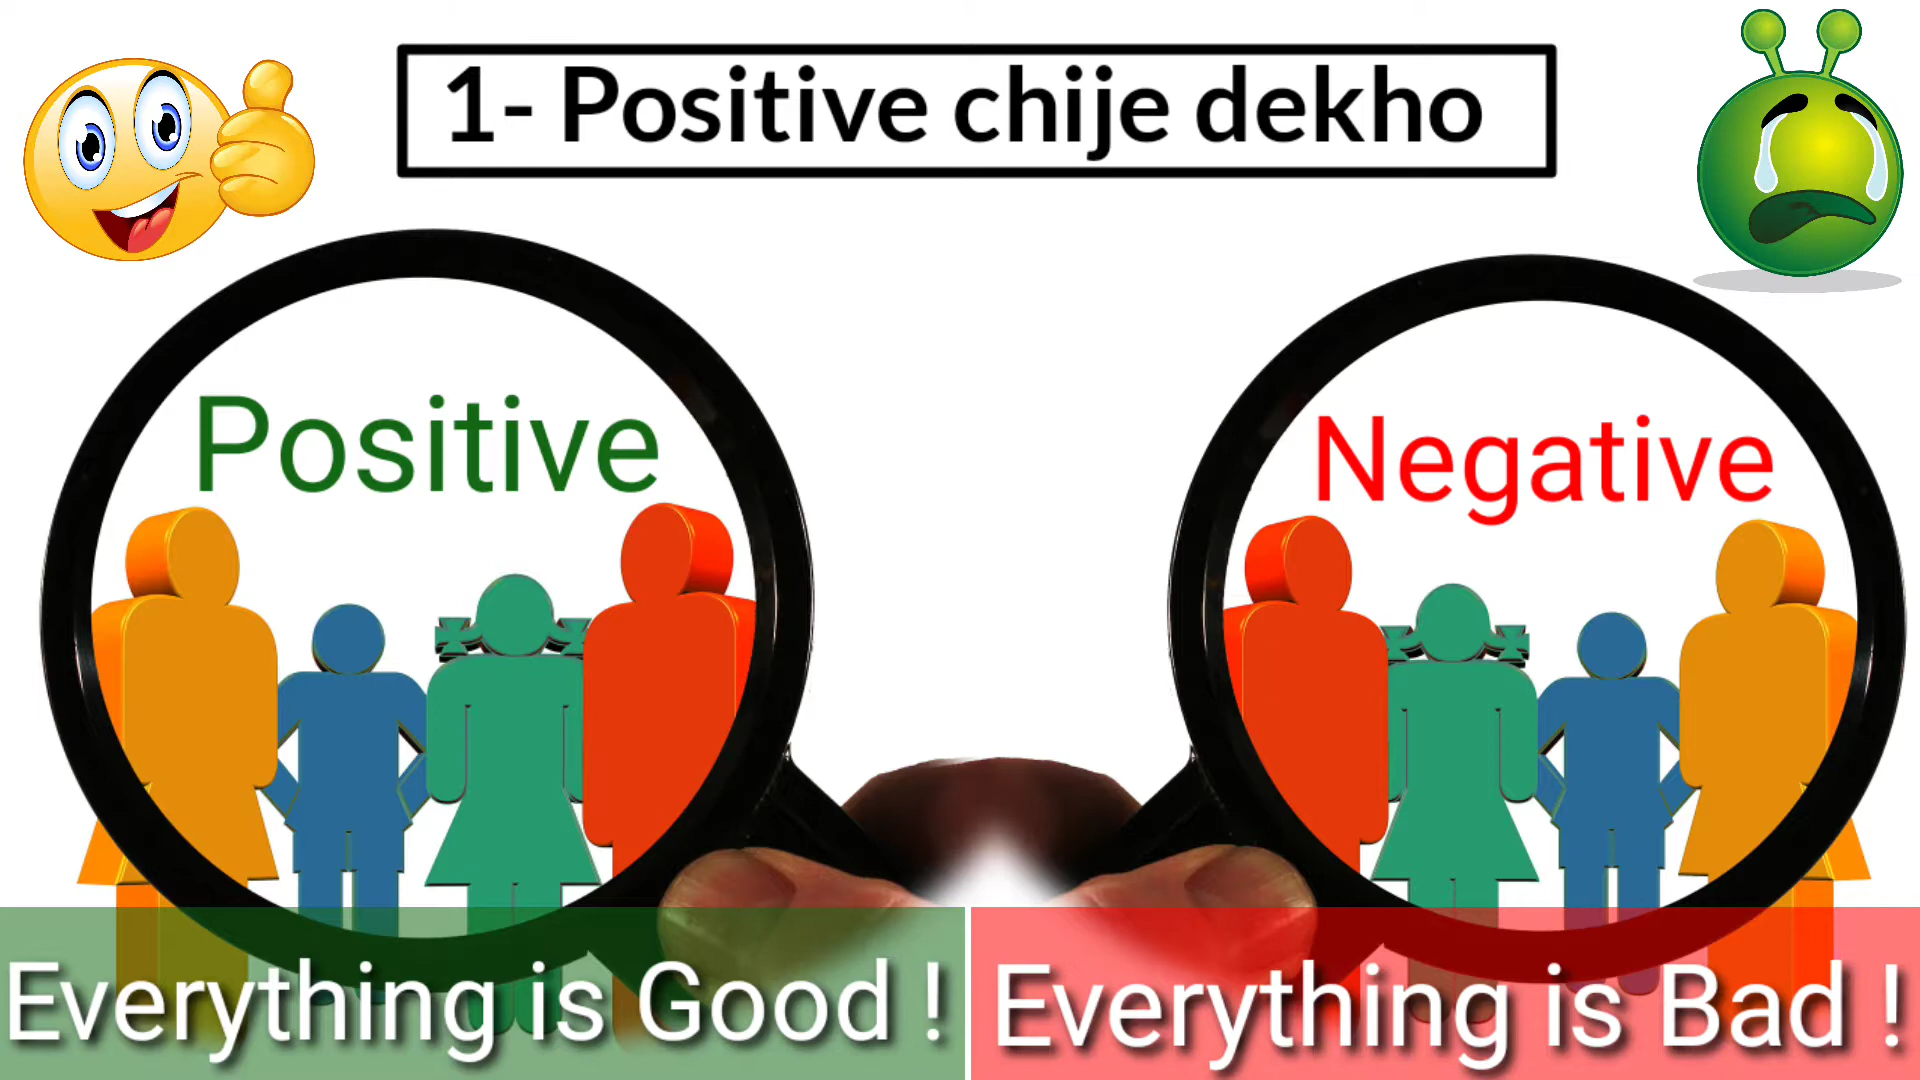 1- Positive chije dekho
Positive
Negative
Everything is Good !
Everything is Bad !